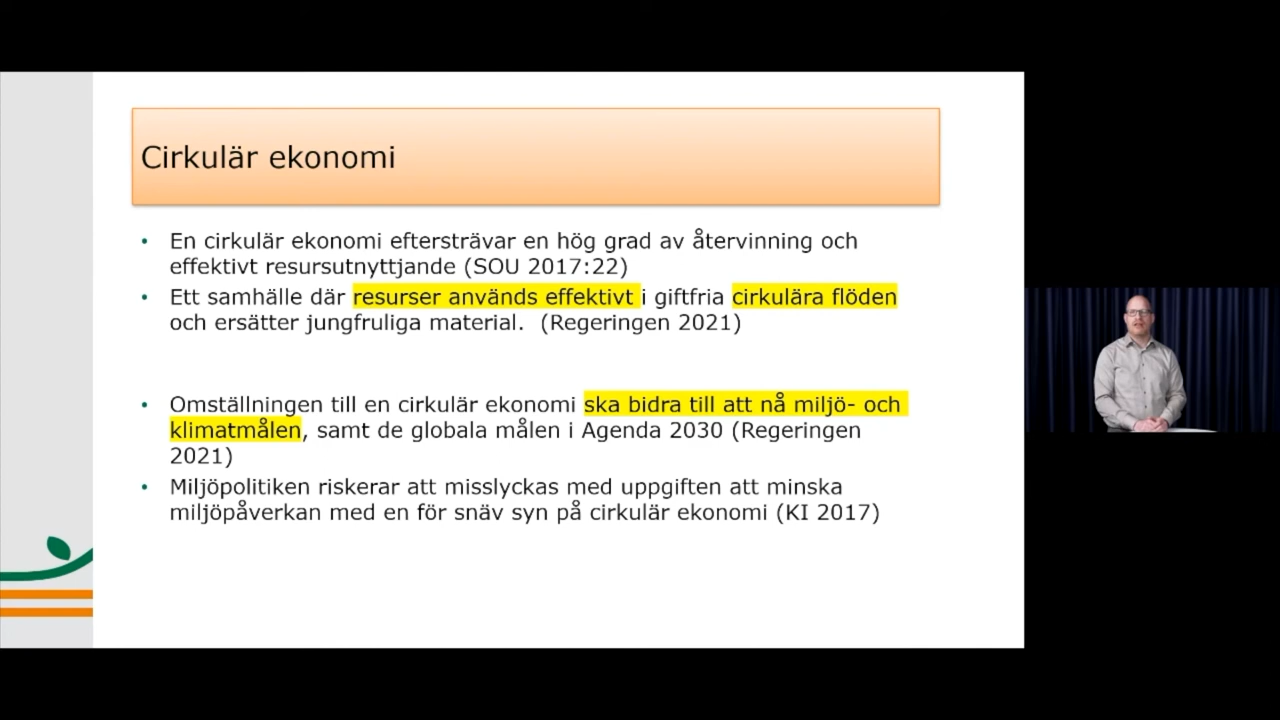 Cirkulär ekonomi
• En cirkulär ekonomi eftersträvar en hög grad av återvinning och
effektivt resursutnyttjande (SOU 2017:22)
• Ett samhälle där resurser används effektivt i giftfria cirkulära flöden
och ersätter jungfruliga material.  (Regeringen 2021)
• Omställningen till en cirkulär ekonomi ska bidra till att nå miljö- och
klimatmålen, samt de globala målen i Agenda 2030 (Regeringen
2021)
• Miljöpolitiken riskerar att misslyckas med uppgiften att minska
miljöpåverkan med en för snäv syn på cirkulär ekonomi (KI 2017)